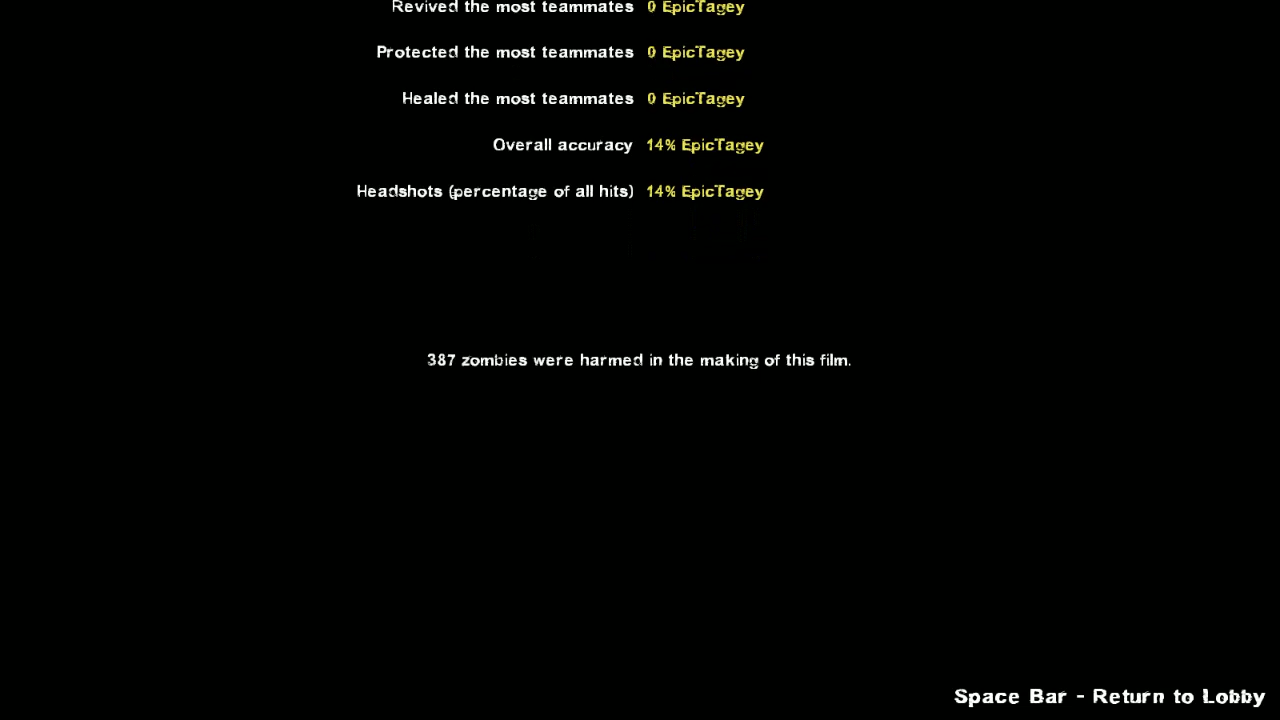 Revived the most teammates 0 EpicTagey
Protected the most teammates 0 EpicTagey
Healed the most teammates 0 EpicTagey
Overall accuracy 14% EpicTagey
Headshots (percentage of all hits) 14% EpicTagey
387 zombies were harmed in the making of this film.
Space Bar - Return to Lobby